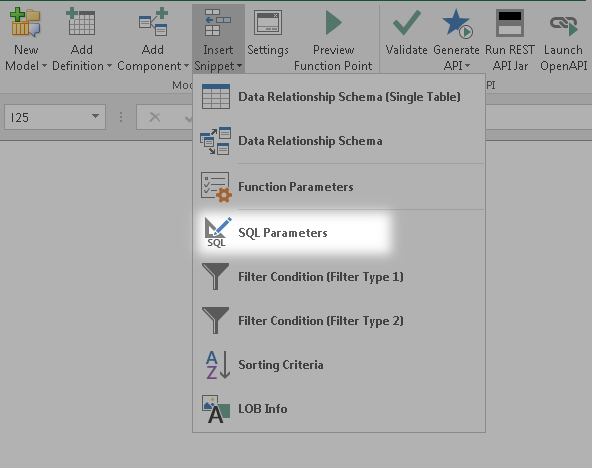 New Model
Add Definition
Add Component
Insert Snippet
Settings
Preview Function Point
Validate
Generate API
Run REST API Jar
Launch OpenAPI
Mod
PI
I25
Data Relationship Schema (Single Table)
Data Relationship Schema
Function Parameters
SQL
SQL Parameters
Filter Condition (Filter Type 1)
Filter Condition (Filter Type 2)
A
Z
Sorting Criteria
A
LOB Info